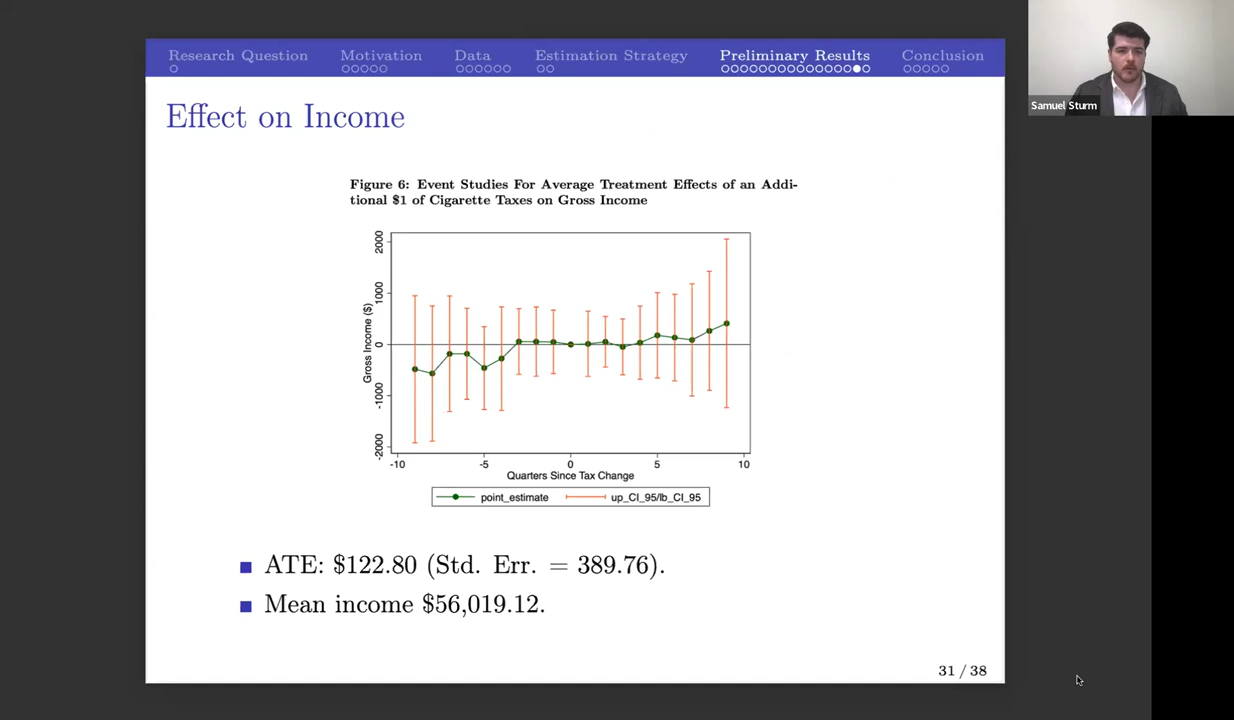 Research Question Motivation Data Estimation Strategy Preliminary Results Conclusion
Samuel Sturm
Effect on Income
Figure 6: Event Studies For Average Treatment Effects of an Addi-
tional $1 of Cigarette Taxes on Gross Income
Gross Income ($)
2000
1000
0
-1000
-2000
-10 -5 0 5 10
Quarters Since Tax Change
point_estimate up_CI_95/lb_CI_95
ATE: $122.80 (Std. Err. = 389.76).
Mean income $56,019.12.
31 / 38